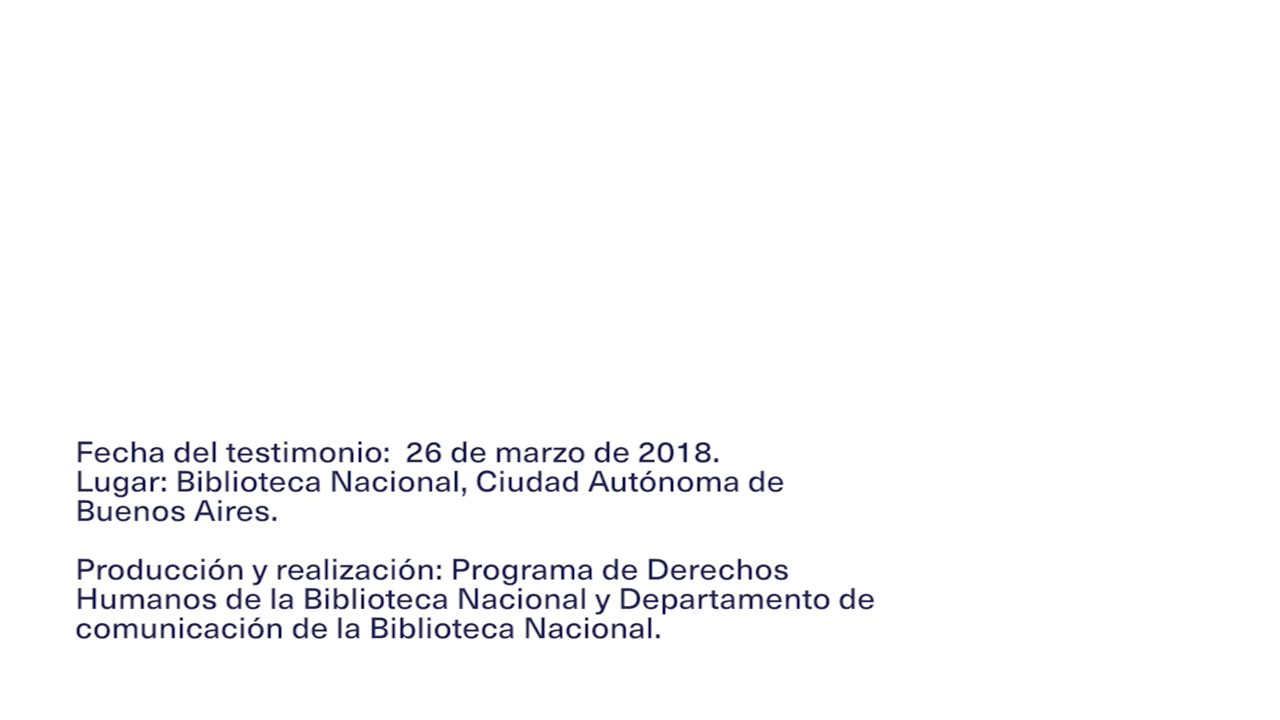 Fecha del testimonio:  26 de marzo de 2018.
Lugar: Biblioteca Nacional, Ciudad Autónoma de
Buenos Aires.
Producción y realización: Programa de Derechos
Humanos de la Biblioteca Nacional y Departamento de
comunicación de la Biblioteca Nacional.